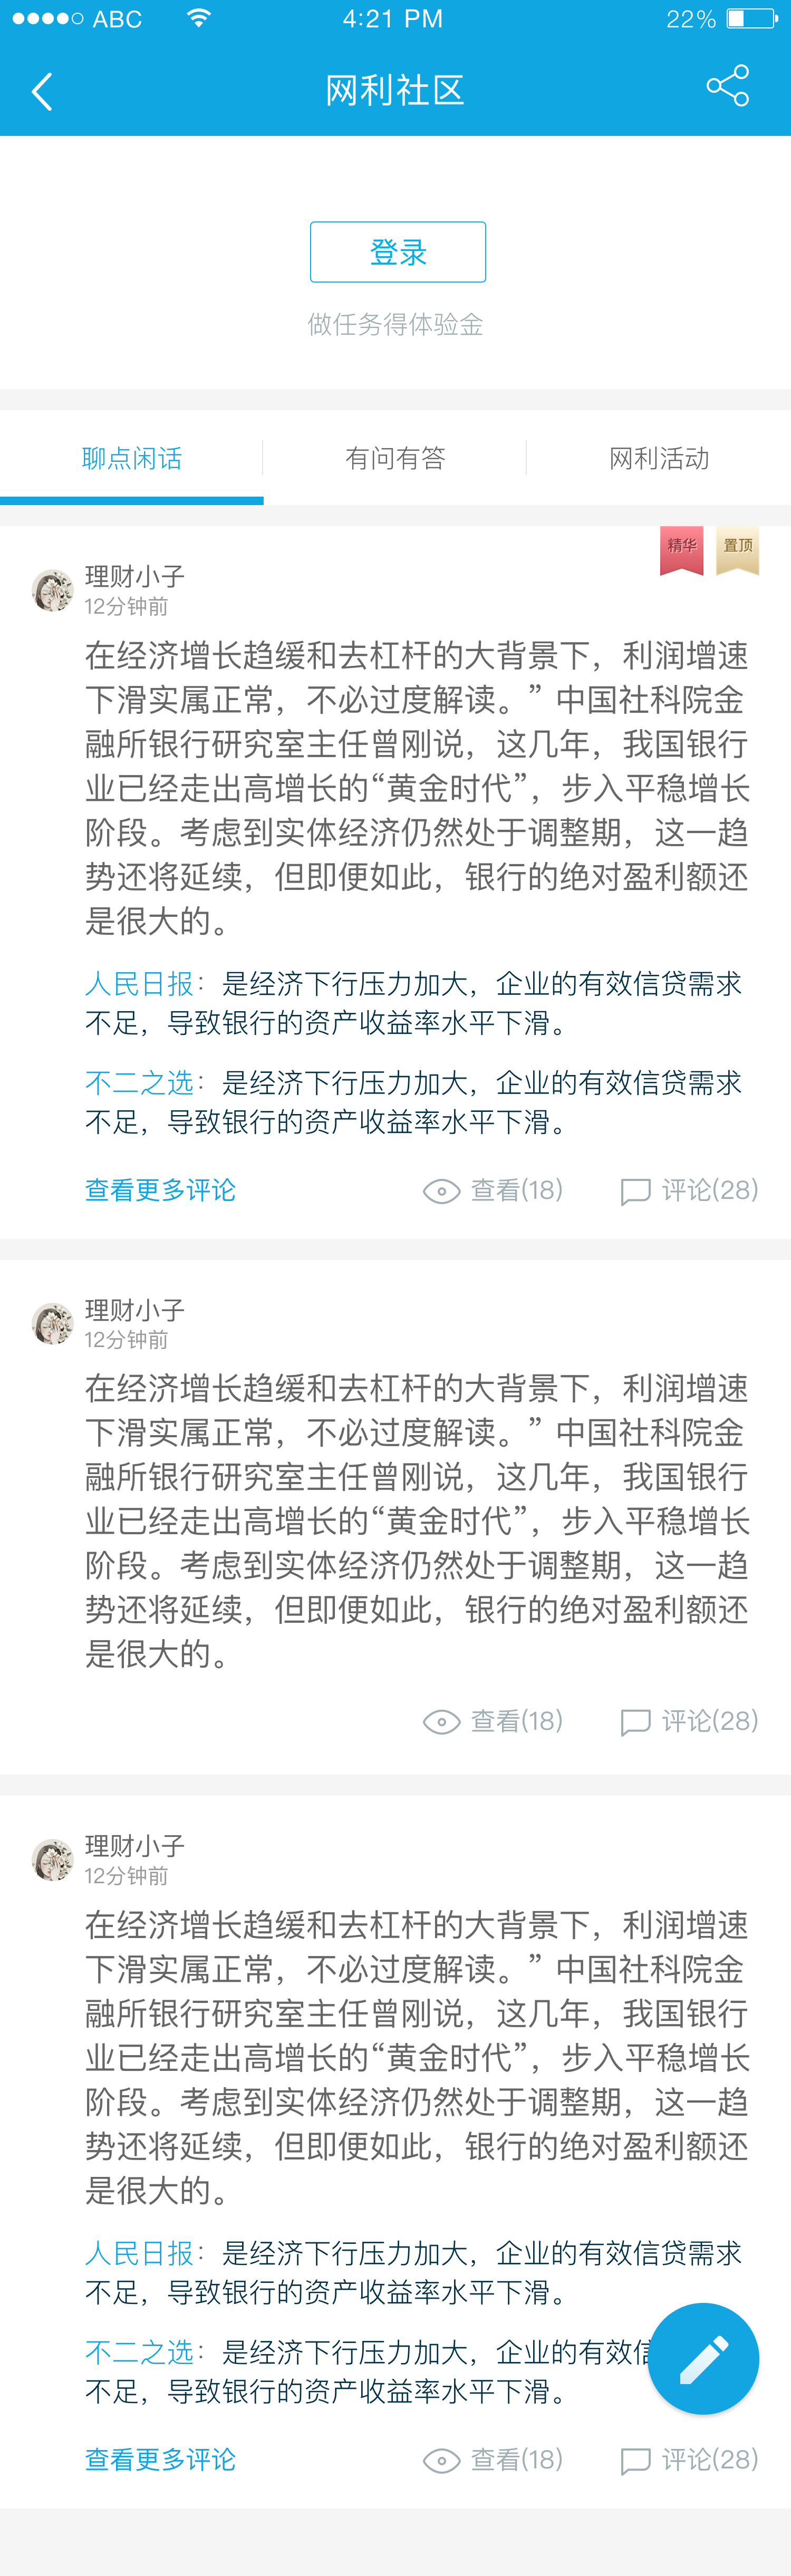 ABC
4:21 PM
22%
网利社区
登录
做任务得体验金
聊点闲话
有问有答
网利活动
精华
置顶
理财小子
12分钟前
在经济增长趋缓和去杠杆的大背景下，利润增速
下滑实属正常，不必过度解读。” 中国社科院金
融所银行研究室主任曾刚说，这几年，我国银行
业已经走出高增长的“黄金时代”，步入平稳增长
阶段。考虑到实体经济仍然处于调整期，这一趋
势还将延续，但即便如此，银行的绝对盈利额还
是很大的。
人民日报：是经济下行压力加大，企业的有效信贷需求
不足，导致银行的资产收益率水平下滑。
不二之选：是经济下行压力加大，企业的有效信贷需求
不足，导致银行的资产收益率水平下滑。
查看更多评论
查看(18)
评论(28)
理财小子
12分钟前
在经济增长趋缓和去杠杆的大背景下，利润增速
下滑实属正常，不必过度解读。” 中国社科院金
融所银行研究室主任曾刚说，这几年，我国银行
业已经走出高增长的“黄金时代”，步入平稳增长
阶段。考虑到实体经济仍然处于调整期，这一趋
势还将延续，但即便如此，银行的绝对盈利额还
是很大的。
查看(18)
评论(28)
理财小子
12分钟前
在经济增长趋缓和去杠杆的大背景下，利润增速
下滑实属正常，不必过度解读。” 中国社科院金
融所银行研究室主任曾刚说，这几年，我国银行
业已经走出高增长的“黄金时代”，步入平稳增长
阶段。考虑到实体经济仍然处于调整期，这一趋
势还将延续，但即便如此，银行的绝对盈利额还
是很大的。
人民日报：是经济下行压力加大，企业的有效信贷需求
不足，导致银行的资产收益率水平下滑。
不二之选：是经济下行压力加大，企业的有效
不足，导致银行的资产收益率水平下滑。
查看更多评论
查看(18)
评论(28)